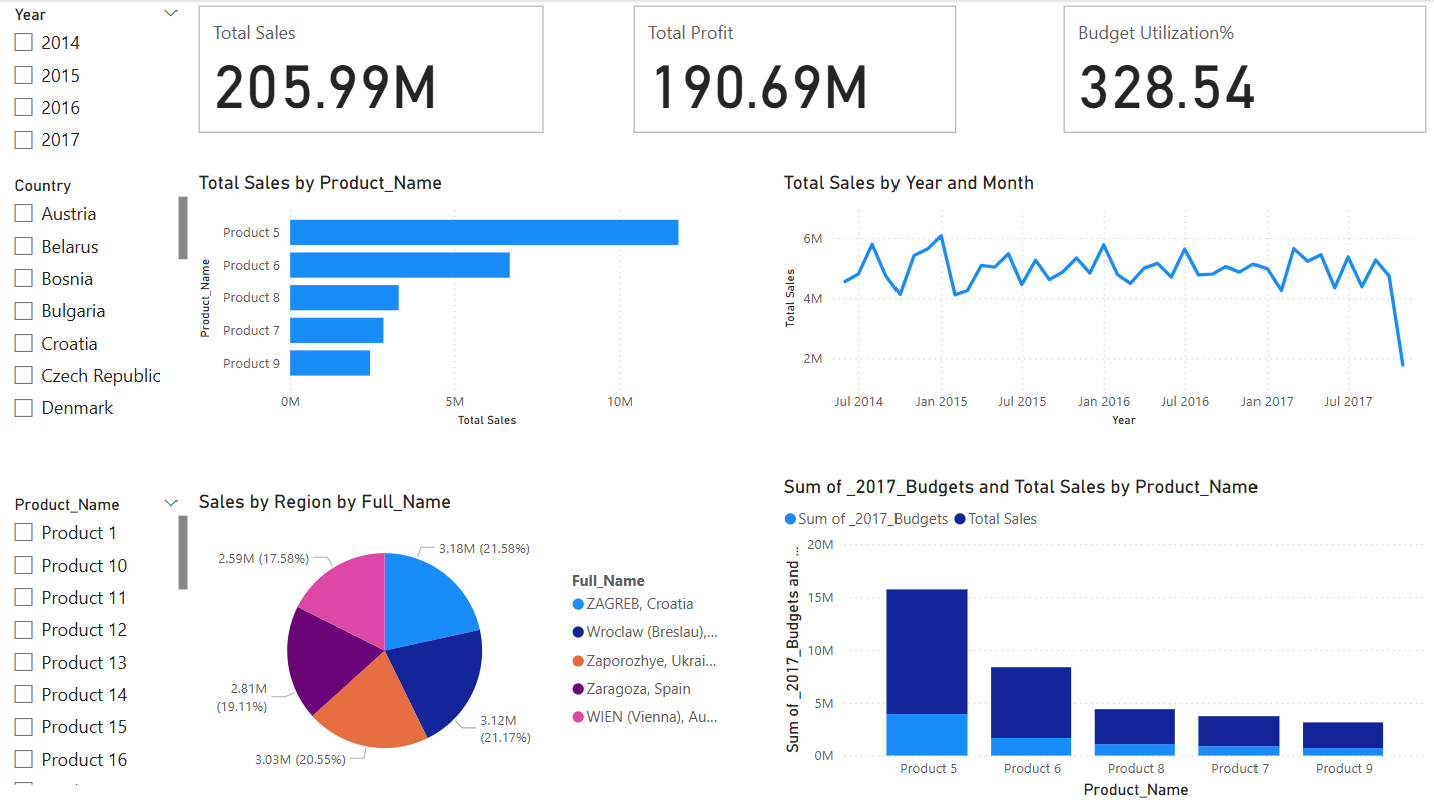 Year
2014
2015
2016
2017
Country
Austria
Belarus
Bosnia
Bulgaria
Croatia
Czech Republic
Denmark
Product_Name
Product 1
Product 10
Product 11
Product 12
Product 13
Product 14
Product 15
Product 16
Total Sales
205.99M
Total Profit
190.69M
Budget Utilization%
328.54
Total Sales by Product_Name
Product_Name
Product 5
Product 6
Product 8
Product 7
Product 9
0M
5M
10M
Total Sales
Total Sales by Year and Month
Total Sales
6M
4M
2M
Jul 2014
Jan 2015
Jul 2015
Jan 2016
Jul 2016
Jan 2017
Jul 2017
Year
Sales by Region by Full_Name
3.18M (21.58%)
3.12M
(21.17%)
3.03M (20.55%)
2.81M
(19.11%)
2.59M (17.58%)
Full_Name
ZAGREB, Croatia
Wroclaw (Breslau),...
Zaporozhye, Ukrai...
Zaragoza, Spain
WIEN (Vienna), Au...
Sum of _2017_Budgets and Total Sales by Product_Name
Sum of _2017_Budgets
Total Sales
Sum of _2017_Budgets and ...
20M
15M
10M
5M
0M
Product 5
Product 6
Product 8
Product 7
Product 9
Product_Name